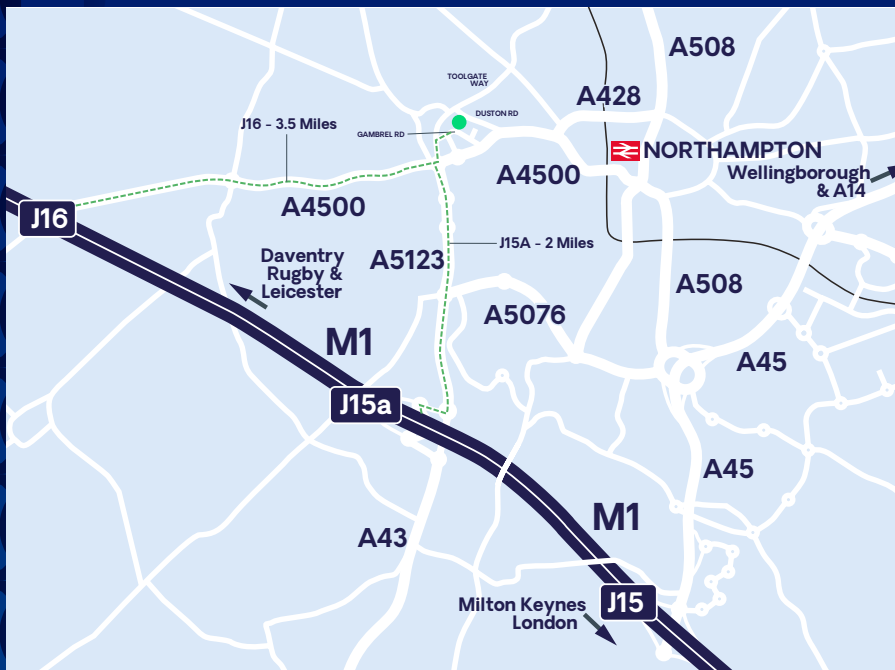 A508
TOOLGATE
WAY
A428
DUSTON RD
J16 - 3.5 Miles
GAMBREL RD
NORTHAMPTON
A4500
Wellingborough
& A14
A4500
J16
J15A - 2 Miles
Daventry
Rugby &
Leicester
A5123
A508
A5076
M1
A45
J15a
A45
M1
A43
Milton Keynes
London
J15